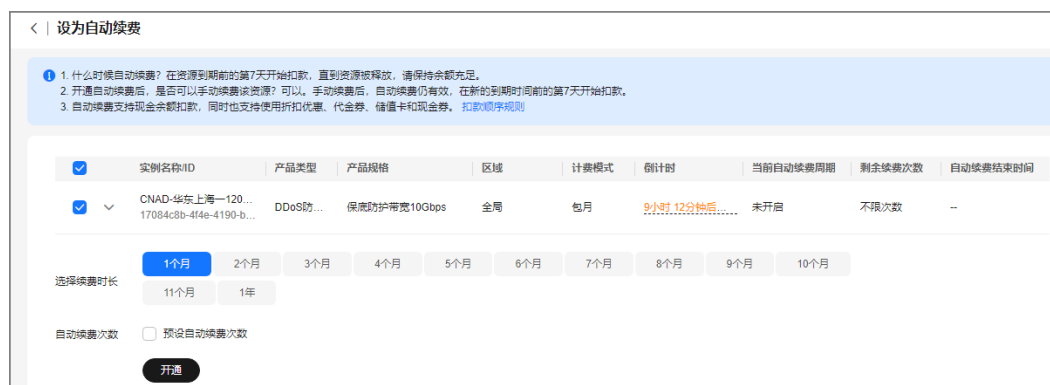 设为自动续费
1. 什么时候自动续费？在资源到期前的第7天开始扣款，直到资源被释放，请保持余额充足。
2. 开通自动续费后，是否可以手动续费该资源？可以。手动续费后，自动续费仍有效，在新的到期时间前的第7天开始扣款。
3. 自动续费支持现金余额扣款，同时也支持使用折扣优惠、代金券、储值卡和现金券。 扣款顺序规则
实例名称/ID 产品类型 产品规格 区域 计费模式 倒计时 当前自动续费周期 剩余续费次数 自动续费结束时间
CNAD-华东上海一120... DDoS防... 保底防护带宽10Gbps 全局 包月 9小时 12分钟后... 未开启 不限次数 --
17084c8b-4f4e-4190-b...
选择续费时长 1个月 2个月 3个月 4个月 5个月 6个月 7个月 8个月 9个月 10个月
11个月 1年
自动续费次数 预设自动续费次数
开通